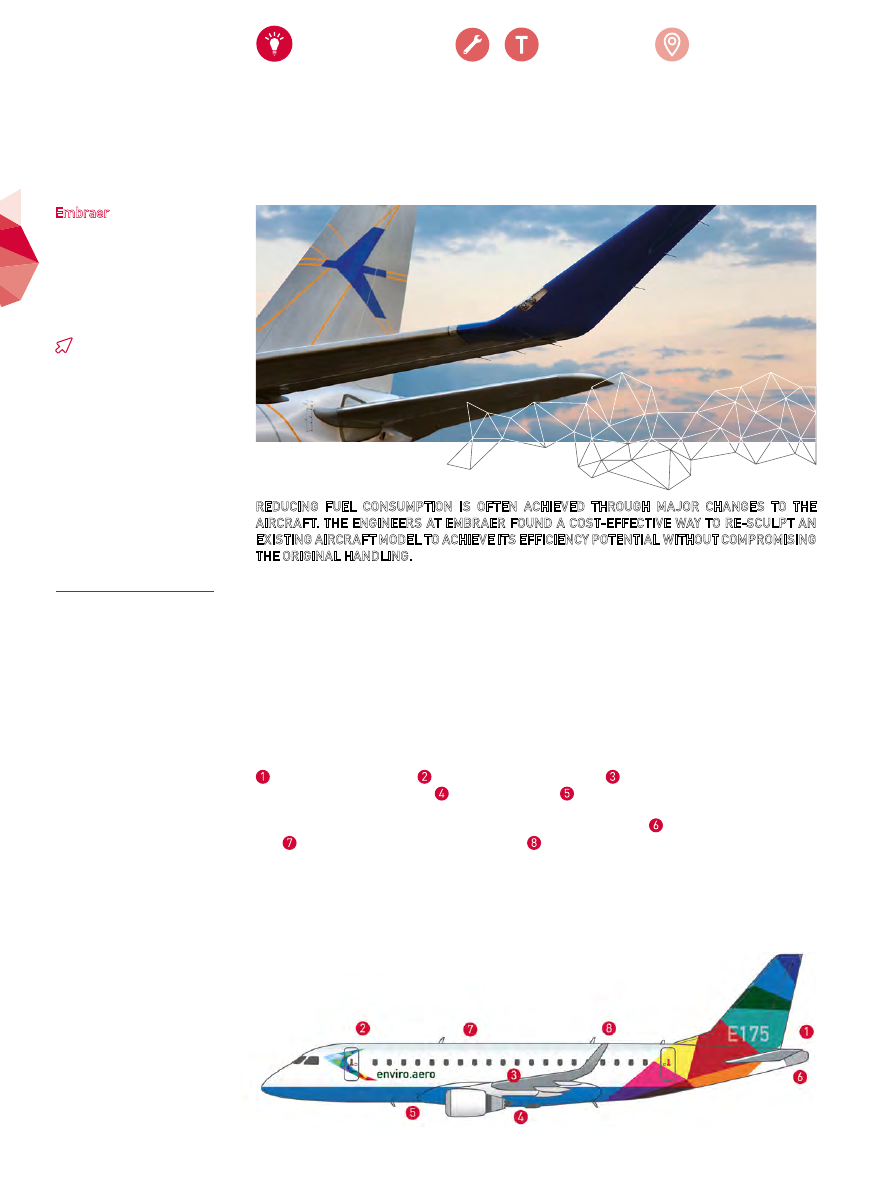 T
Embraer
REDUCING FUEL CONSUMPTION IS OFTEN ACHIEVED THROUGH MAJOR CHANGES TO THE
AIRCRAFT. THE ENGINEERS AT EMBRAER FOUND A COST-EFFECTIVE WAY TO RE-SCULPT AN
EXISTING AIRCRAFT MODEL TO ACHIEVE ITS EFFICIENCY POTENTIAL WITHOUT COMPROMISING
THE ORIGINAL HANDLING.
1 2 3
4 5
6
7 8
2 7 8 E175 1
enviro.aero 3 6
5 4